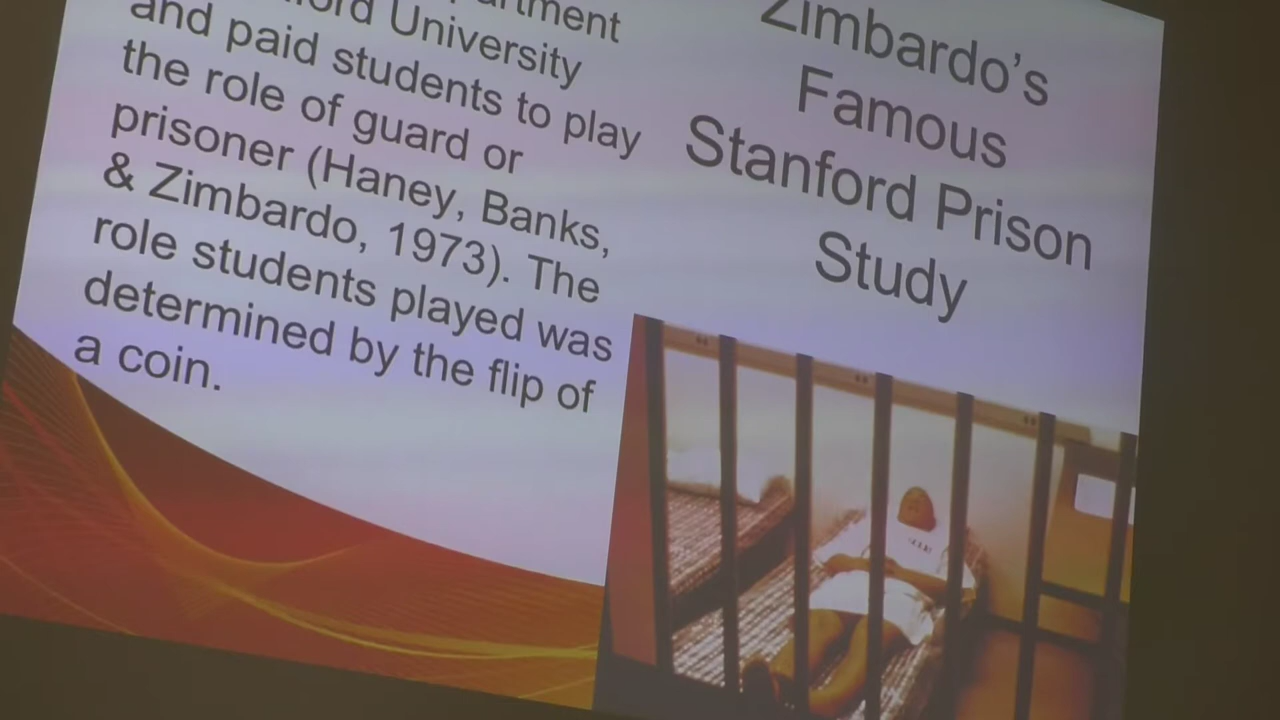 University
and paid students to play
the role of guard or
prisoner (Haney, Banks,
& Zimbardo, 1973). The
role students played was
determined by the flip of
a coin.
Zimbardo's
Famous
Stanford Prison
Study